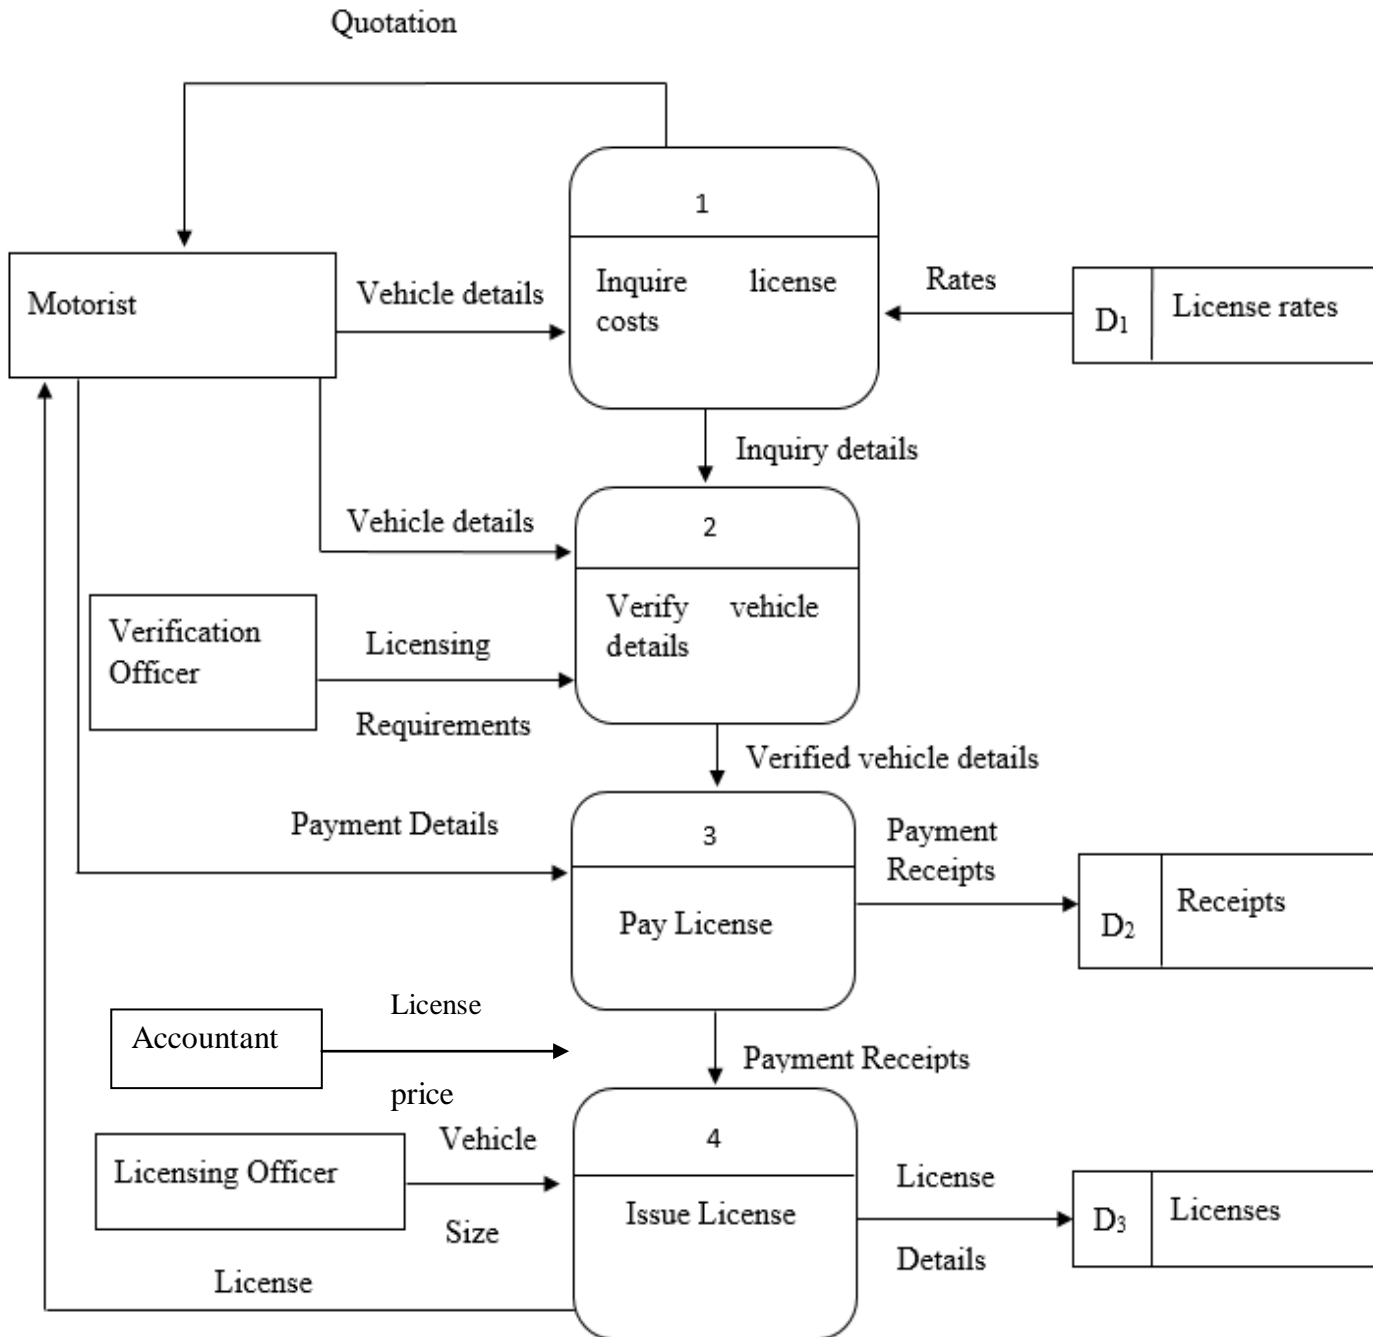 Quotation
1
Motorist
Vehicle details
Inquire license
costs
Rates
D1
License rates
Inquiry details
Vehicle details
2
Verify vehicle
details
Verification
Officer
Licensing
Requirements
Verified vehicle details
Payment Details
3
Pay License
Payment
Receipts
D2
Receipts
Accountant
License
price
Payment Receipts
Licensing Officer
Vehicle
Size
4
Issue License
License
Details
D3
Licenses
License